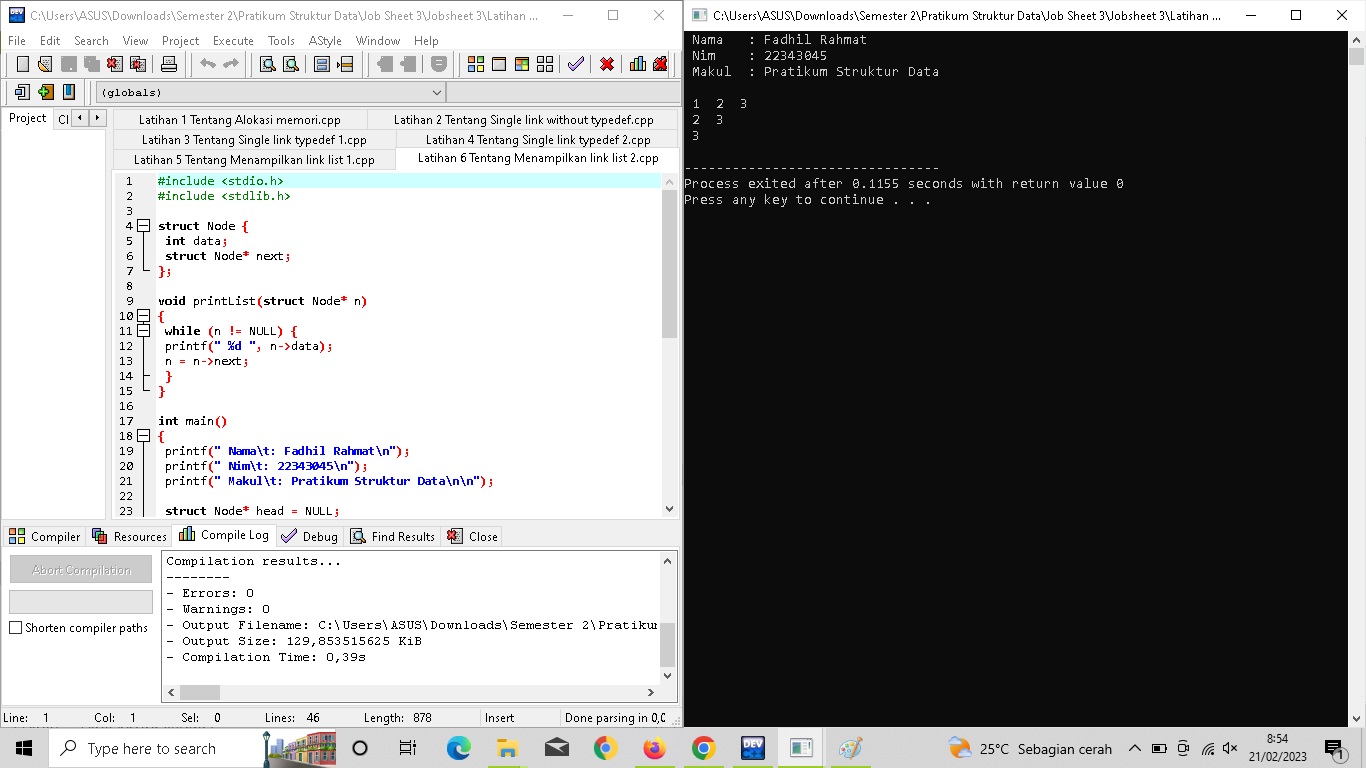 C:\Users\ASUS\Downloads\Semester 2\Pratikum Struktur Data\Job Sheet 3\Jobsheet 3\Latihan ...
File Edit Search View Project Execute Tools AStyle Window Help
(globals)
Project Cl
Latihan 1 Tentang Alokasi memori.cpp Latihan 2 Tentang Single link without typedef.cpp
Latihan 3 Tentang Single link typedef 1.cpp Latihan 4 Tentang Single link typedef 2.cpp
Latihan 5 Tentang Menampilkan link list 1.cpp Latihan 6 Tentang Menampilkan link list 2.cpp
1 #include <stdio.h>
2 #include <stdlib.h>
3
4 struct Node {
5 int data;
6 struct Node* next;
7 };
8
9 void printList(struct Node* n)
10 {
11 while (n != NULL) {
12 printf(" %d ", n->data);
13 n = n->next;
14 }
15 }
16
17 int main()
18 {
19 printf(" Nama\t: Fadhil Rahmat\n");
20 printf(" Nim\t: 22343045\n");
21 printf(" Makul\t: Pratikum Struktur Data\n\n");
22
23 struct Node* head = NULL;
Compiler Resources Compile Log Debug Find Results Close
Abort Compilation
Shorten compiler paths
Compilation results...
--------
- Errors: 0
- Warnings: 0
- Output Filename: C:\Users\ASUS\Downloads\Semester 2\Pratikum
- Output Size: 129,853515625 KiB
- Compilation Time: 0,39s
Line: 1 Col: 1 Sel: 0 Lines: 46 Length: 878 Insert Done parsing in 0,0
C:\Users\ASUS\Downloads\Semester 2\Pratikum Struktur Data\Job Sheet 3\Jobsheet 3\Latihan ...
Nama : Fadhil Rahmat
Nim : 22343045
Makul : Pratikum Struktur Data
1 2 3
2 3
3
--------------------------------
Process exited after 0.1155 seconds with return value 0
Press any key to continue . . .
Type here to search
DEV
25°C Sebagian cerah
8:54
21/02/2023
1